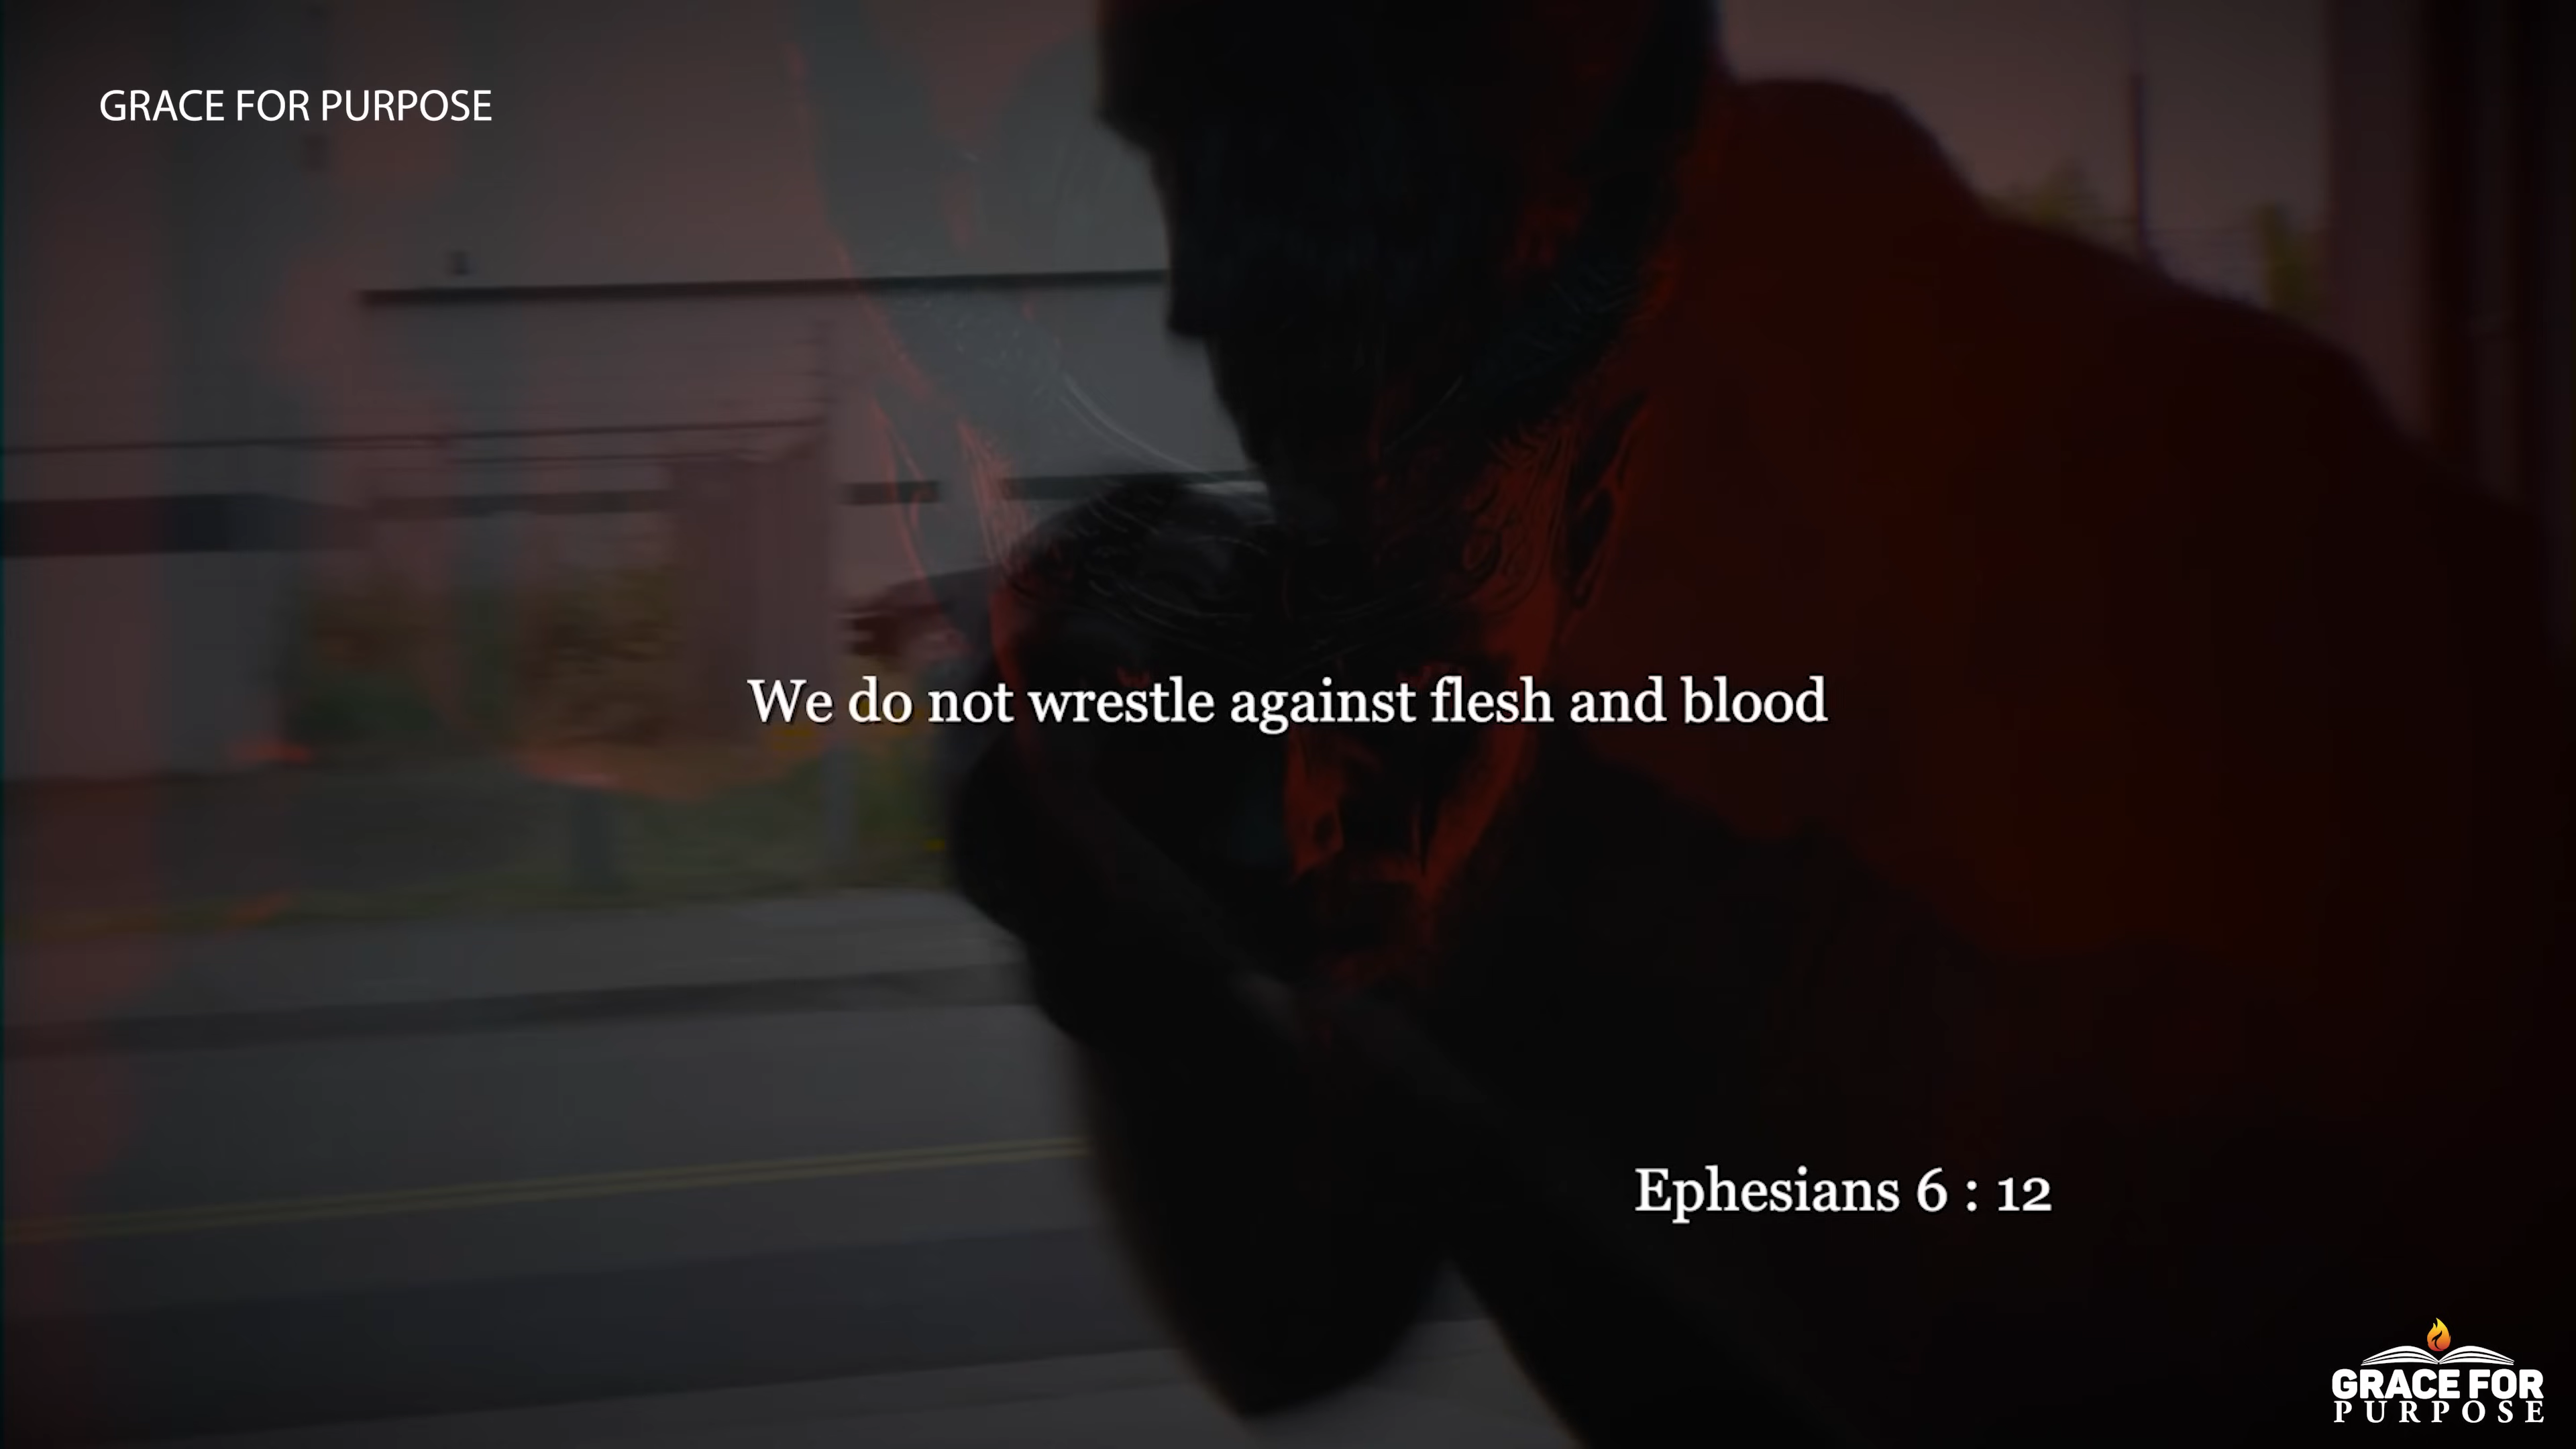 GRACE FOR PURPOSE
We do not wrestle against flesh and blood
Ephesians 6 : 12
GRACE FOR
PURPOSE